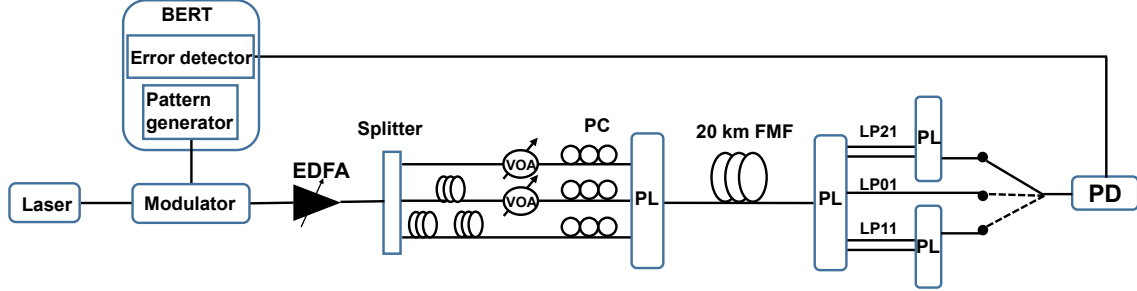 BERT
Error detector
Pattern
generator
Splitter
PC
20 km FMF
LP21
PL
EDFA
VOA
VOA
Laser
Modulator
PL
PL
LP01
PD
LP11
PL